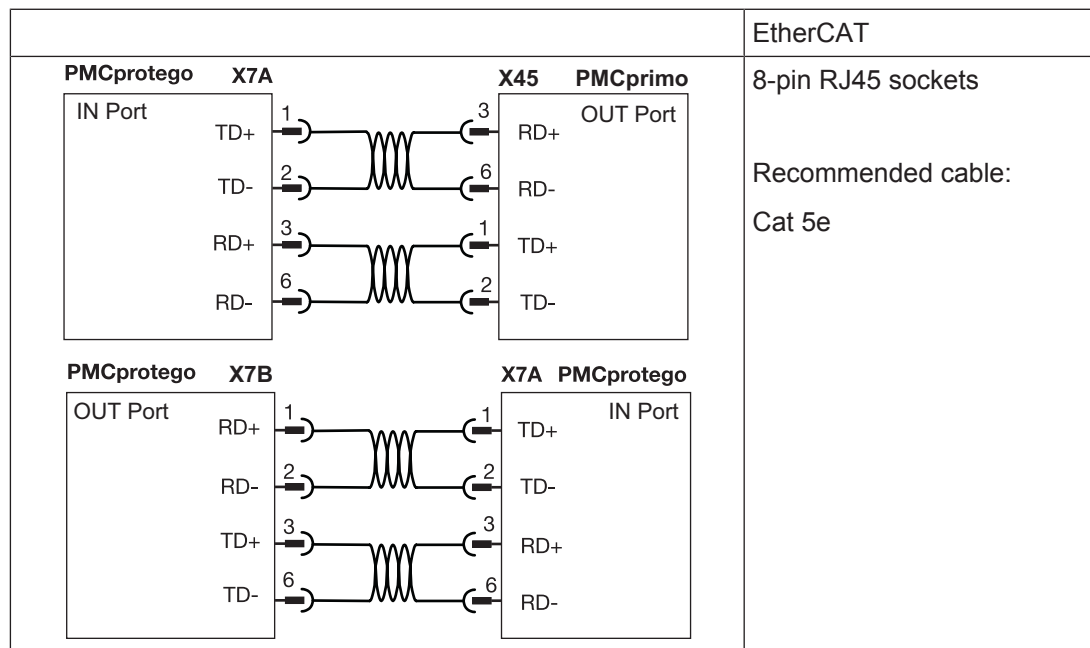 EtherCAT
PMCprotego X7A X45 PMCprimo
IN Port OUT Port
TD+ 1 3 RD+
TD- 2 6 RD-
RD+ 3 1 TD+
RD- 6 2 TD-
PMCprotego X7B X7A PMCprotego
OUT Port IN Port
RD+ 1 1 TD+
RD- 2 2 TD-
TD+ 3 3 RD+
TD- 6 6 RD-
8-pin RJ45 sockets
Recommended cable:
Cat 5e